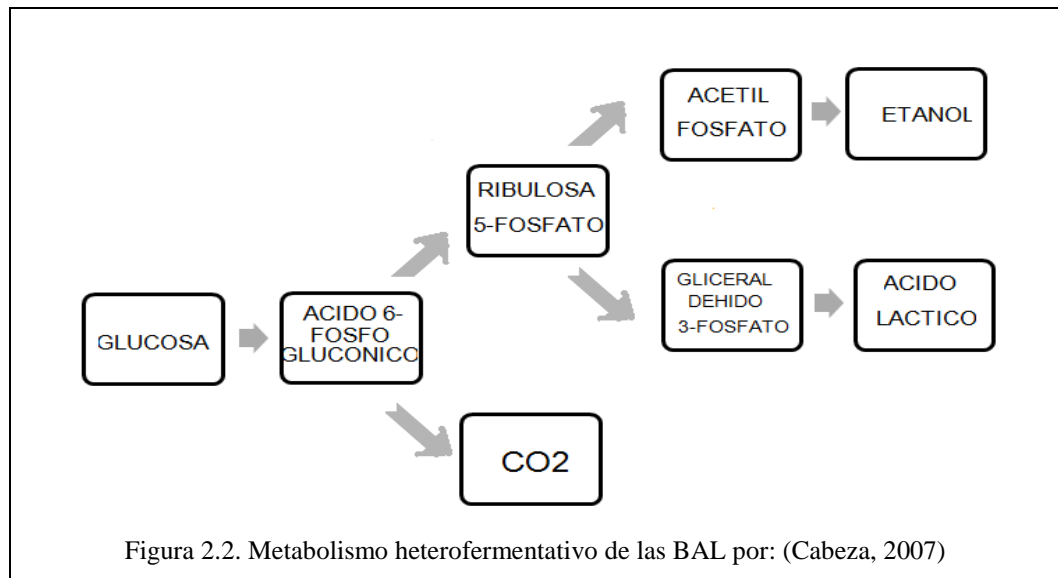 GLUCOSA
ACIDO 6-
FOSFO
GLUCONICO
RIBULOSA
5-FOSFATO
CO2
ACETIL
FOSFATO
ETANOL
GLICERAL
DEHIDO
3-FOSFATO
ACIDO
LACTICO
Figura 2.2. Metabolismo heterofermentativo de las BAL por: (Cabeza, 2007)